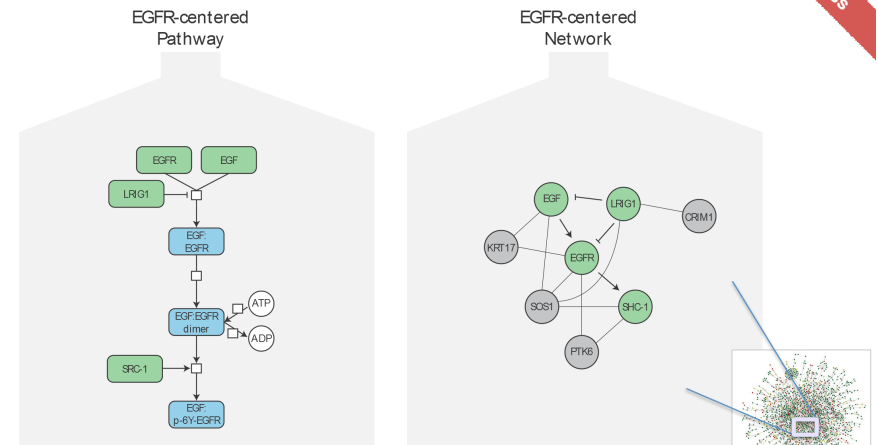 EGFR-centered
Pathway
EGFR-centered
Network
EGFR
EGF
LRIG1
EGF:
EGFR
ATP
EGF:EGFR
dimer
ADP
SRC-1
EGF:
p-6Y-EGFR
EGF
LRIG1
CRIM1
KRT17
EGFR
SOS1
SHC-1
PTK6